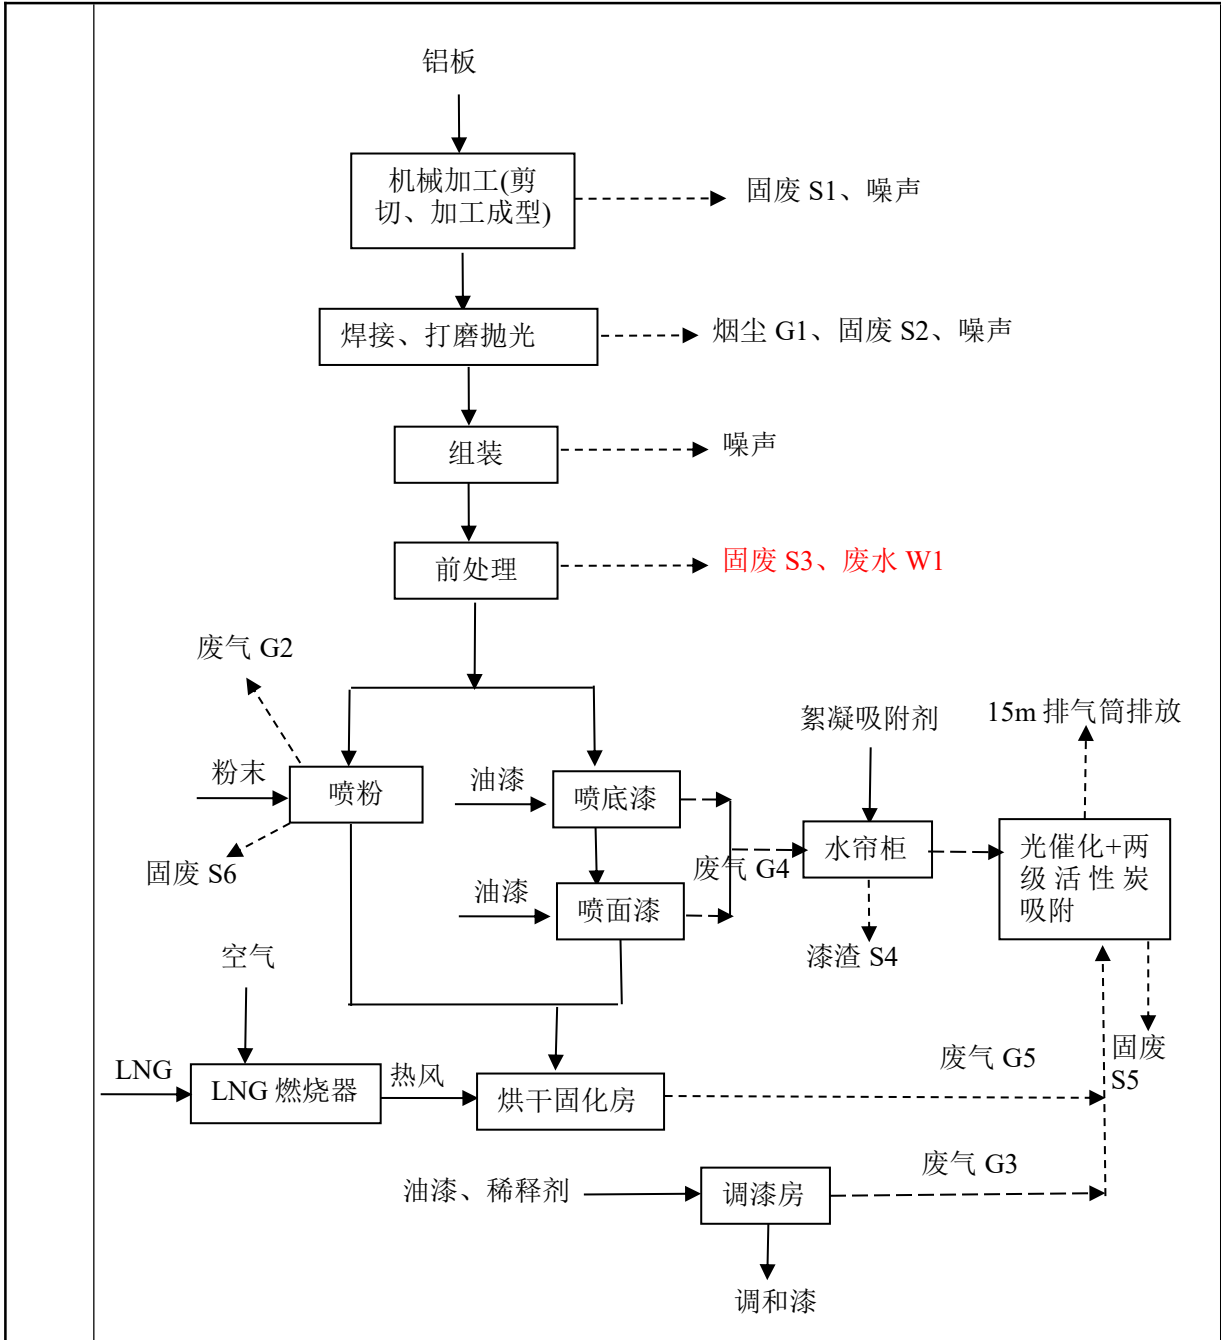 铝板
机械加工(剪
切、加工成型)
固废 S1、噪声
焊接、打磨抛光
烟尘 G1、固废 S2、噪声
组装
噪声
前处理
固废 S3、废水 W1
废气 G2
絮凝吸附剂
15m 排气筒排放
粉末
喷粉
油漆
喷底漆
废气 G4
水帘柜
光催化+两
级活性炭
吸附
固废 S6
油漆
喷面漆
漆渣 S4
空气
固废
S5
LNG
LNG 燃烧器
热风
烘干固化房
废气 G5
油漆、稀释剂
调漆房
废气 G3
调和漆